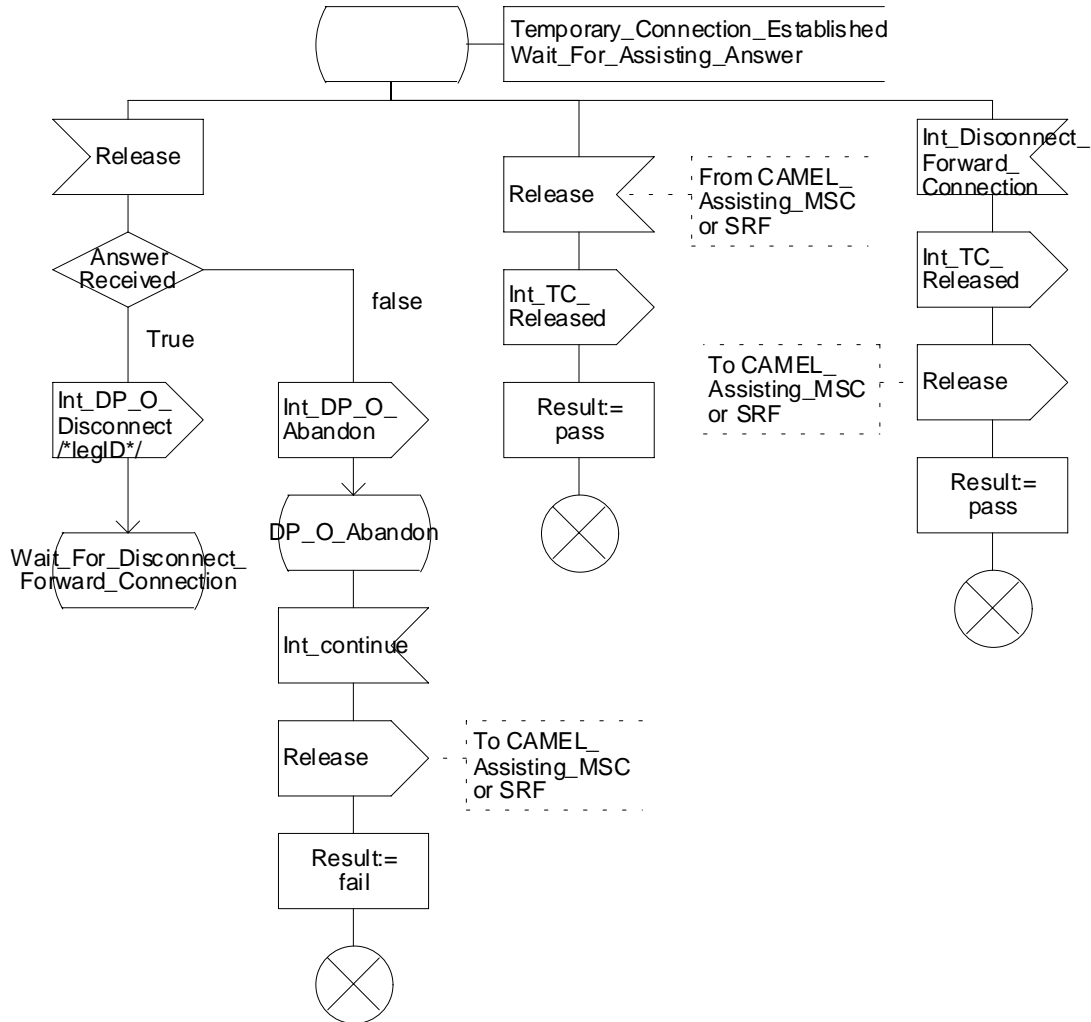 Temporary_Connection_Established
Wait_For_Assisting_Answer
Release
Answer
Received
True
false
Int_DP_O_
Disconnect
/*legID*/
Wait_For_Disconnect_
Forward_Connection
Int_DP_O_
Abandon
DP_O_Abandon
Int_continue
Release
To CAMEL_
Assisting_MSC
or SRF
Result:=
fail
Release
From CAMEL_
Assisting_MSC
or SRF
Int_TC_
Released
Result:=
pass
Int_Disconnect_
Forward_
Connection
Int_TC_
Released
To CAMEL_
Assisting_MSC
or SRF
Release
Result:=
pass